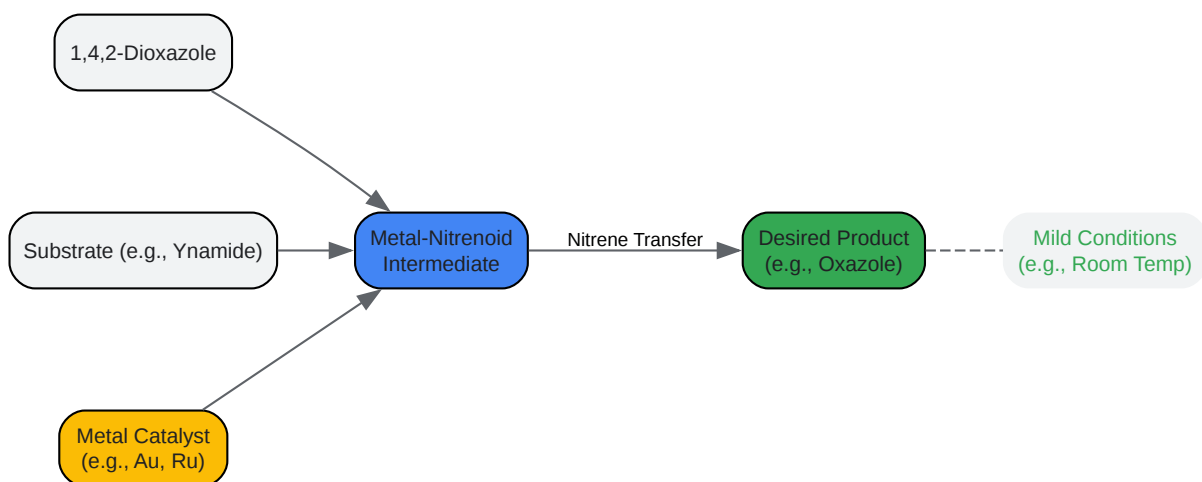 1,4,2-Dioxazole
Substrate (e.g., Ynamide)
Metal-Nitrenoid
Intermediate
Nitrene Transfer
Desired Product
(e.g., Oxazole)
Mild Conditions
(e.g., Room Temp)
Metal Catalyst
(e.g., Au, Ru)